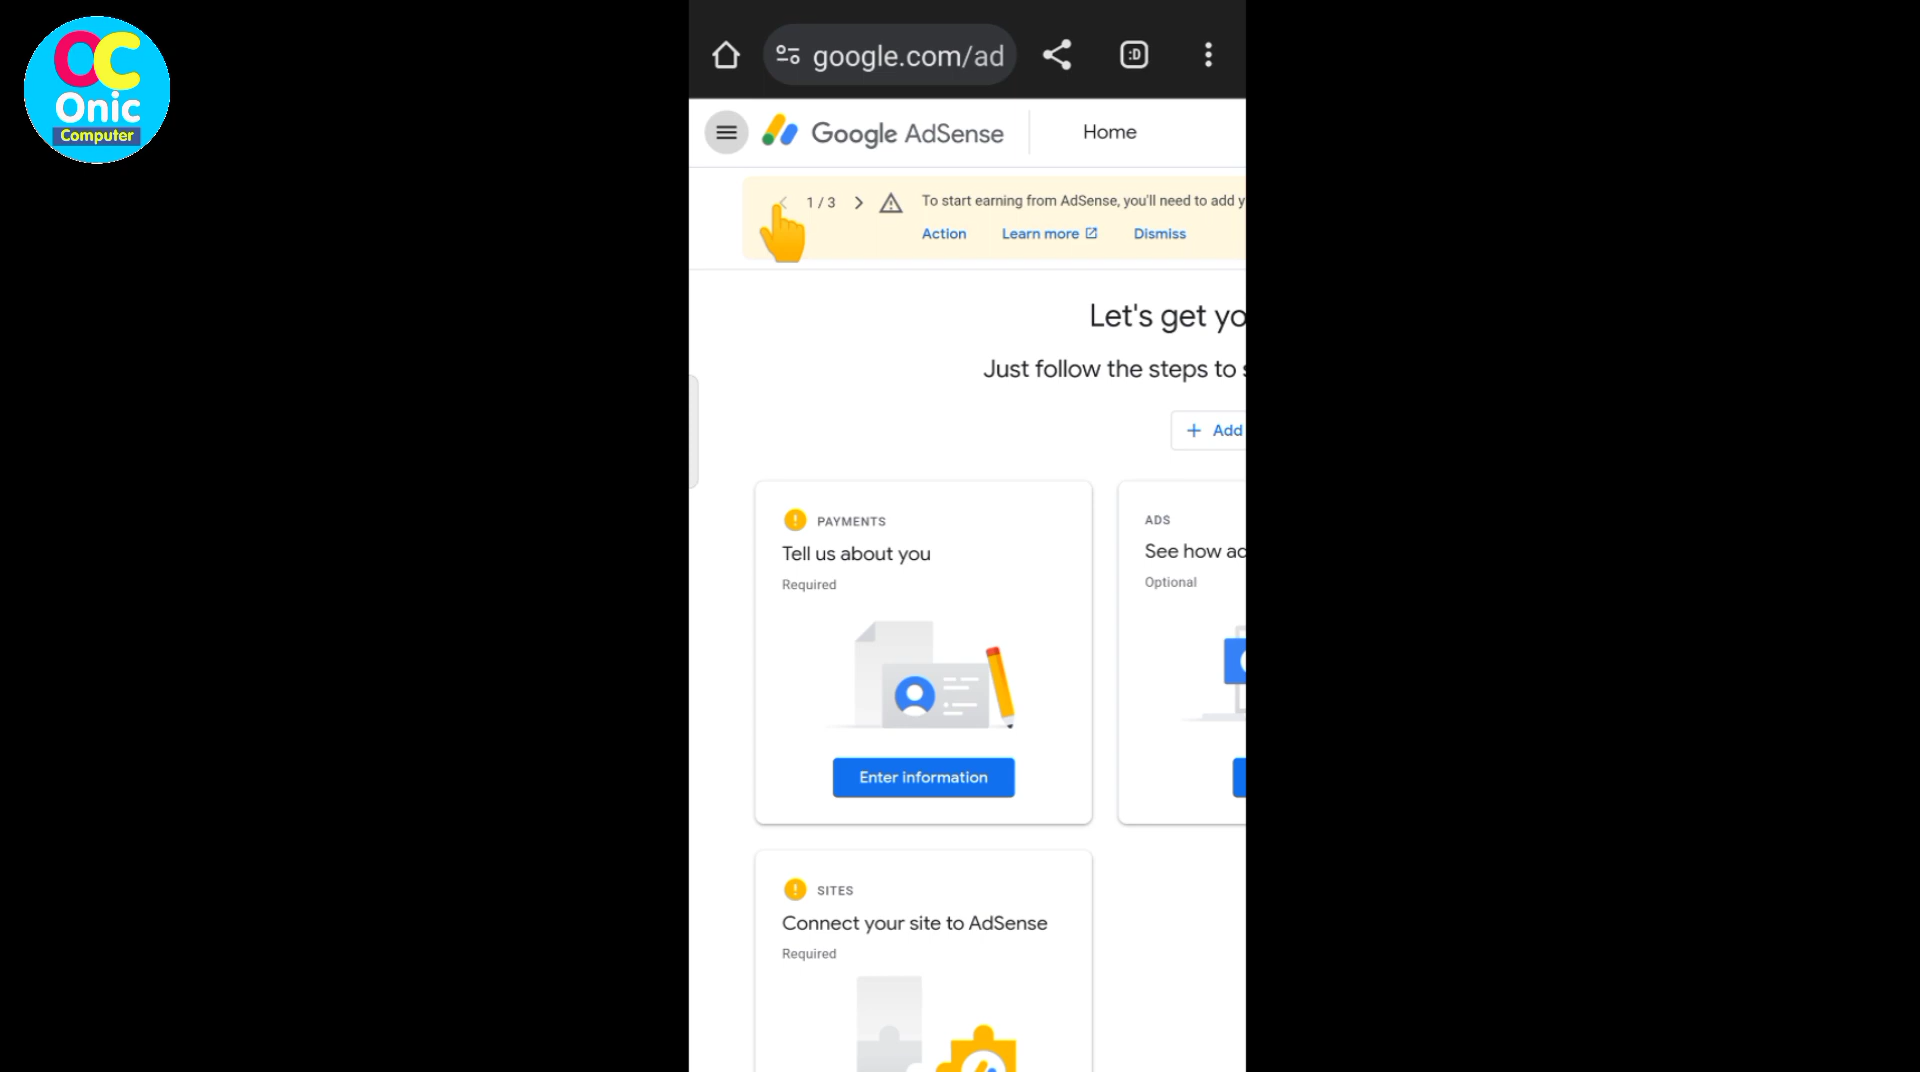 OC
Onic
Computer
google.com/ad
:D
Google AdSense
Home
1 / 3
To start earning from AdSense, you'll need to add y
Action
Learn more
Dismiss
Let's get yo
Just follow the steps to s
+ Add
! PAYMENTS
Tell us about you
Required
Enter information
ADS
See how ad
Optional
! SITES
Connect your site to AdSense
Required